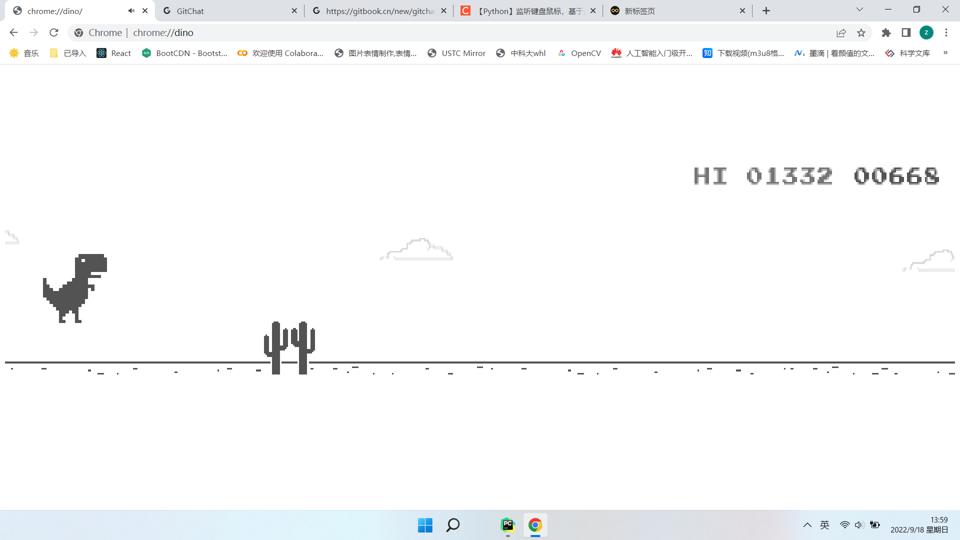 chrome://dino/
GitChat
https://gitbook.cn/new/gitcha
【Python】监听键盘鼠标，基于
新标签页
Chrome | chrome://dino
Z
音乐
已导入
React
BootCDN - Bootst...
欢迎使用 Colabora...
图片表情制作,表情...
USTC Mirror
中科大whl
OpenCV
人工智能入门极开...
知
下载视频(m3u8格...
墨滴 | 看颜值的文...
科学文库
»
HI 01332 00668
PC
英
13:59
2022/9/18 星期日